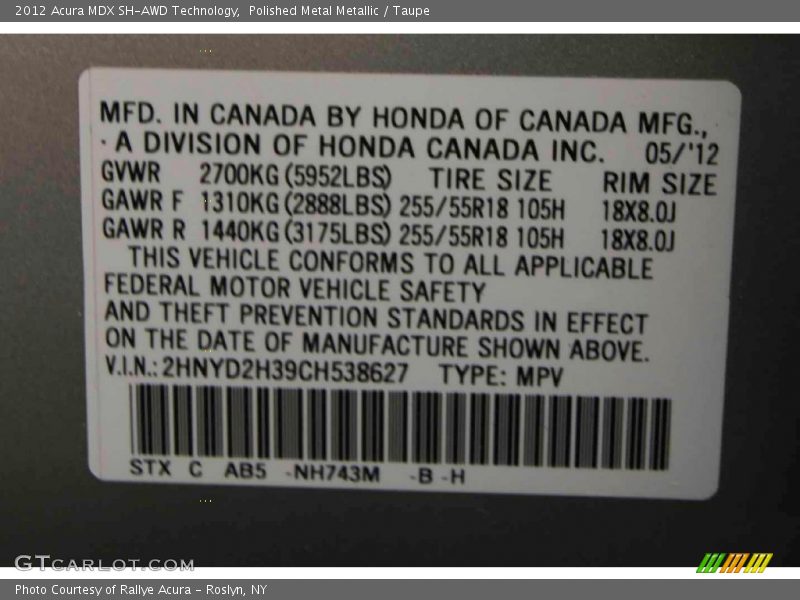 2012 Acura MDX SH-AWD Technology,  Polished Metal Metallic / Taupe
MFD. IN CANADA BY HONDA OF CANADA MFG.,
A DIVISION OF HONDA CANADA INC. 05/'12
GVWR 2700KG(5952LBS) TIRE SIZE RIM SIZE
GAWR F 1310KG(2888LBS) 255/55R18 105H 18X8.0J
GAWR R 1440KG(3175LBS) 255/55R18 105H 18X8.0J
THIS VEHICLE CONFORMS TO ALL APPLICABLE
FEDERAL MOTOR VEHICLE SAFETY
AND THEFT PREVENTION STANDARDS IN EFFECT
ON THE DATE OF MANUFACTURE SHOWN ABOVE.
V.I.N.: 2HNYD2H39CH538627 TYPE: MPV
STX C AB5 -NH743M -B -H
GTCARLOT.COM
Photo Courtesy of Rallye Acura - Roslyn, NY